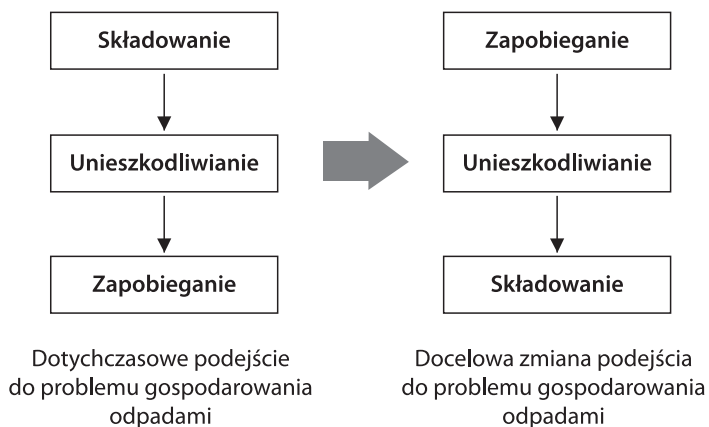 Składowanie
Unieszkodliwianie
Zapobieganie
Dotychczasowe podejście
do problemu gospodarowania
odpadami
Zapobieganie
Unieszkodliwianie
Składowanie
Docelowa zmiana podejścia
do problemu gospodarowania
odpadami